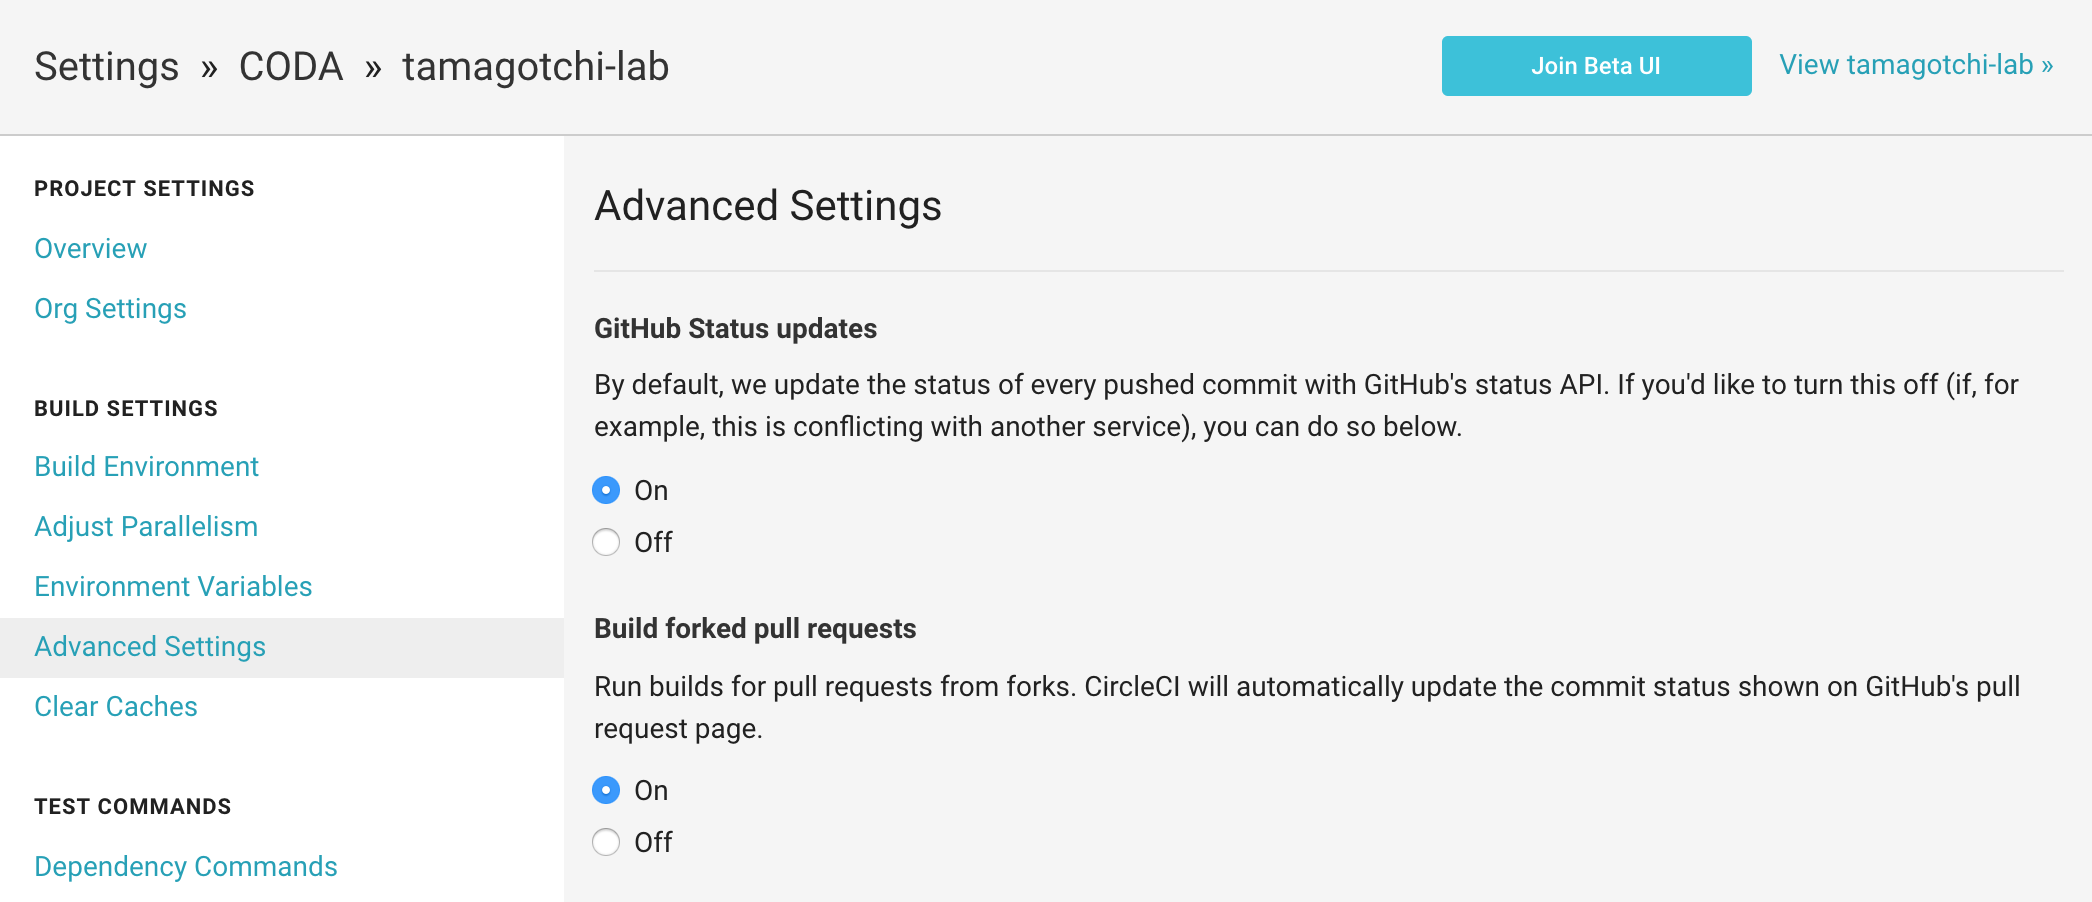 Settings » CODA » tamagotchi-lab
Join Beta UI
View tamagotchi-lab »
PROJECT SETTINGS
Overview
Org Settings
BUILD SETTINGS
Build Environment
Adjust Parallelism
Environment Variables
Advanced Settings
Clear Caches
TEST COMMANDS
Dependency Commands
Advanced Settings
GitHub Status updates
By default, we update the status of every pushed commit with GitHub's status API. If you'd like to turn this off (if, for
example, this is conflicting with another service), you can do so below.
On
Off
Build forked pull requests
Run builds for pull requests from forks. CircleCI will automatically update the commit status shown on GitHub's pull
request page.
On
Off